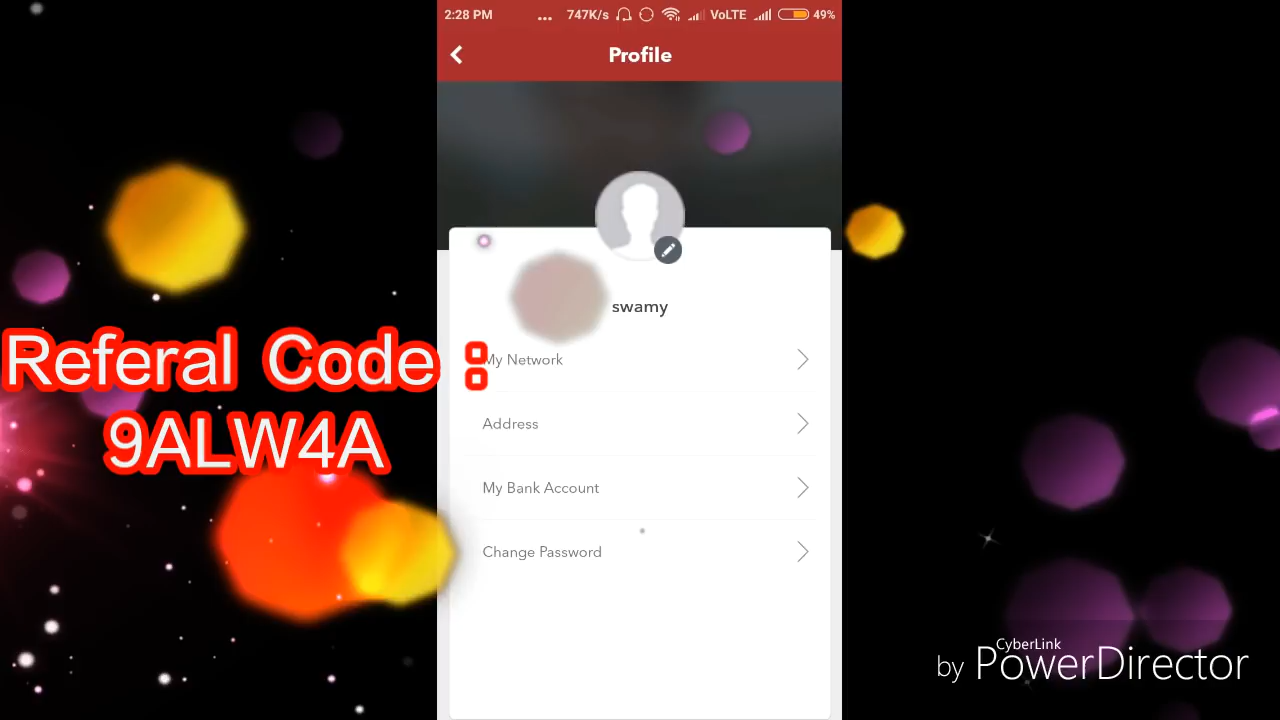 2:28 PM ... 747K/s VoLTE 49%
Profile
swamy
Referal Code :
9ALW4A
My Network
Address
My Bank Account
Change Password
CyberLink
by PowerDirector